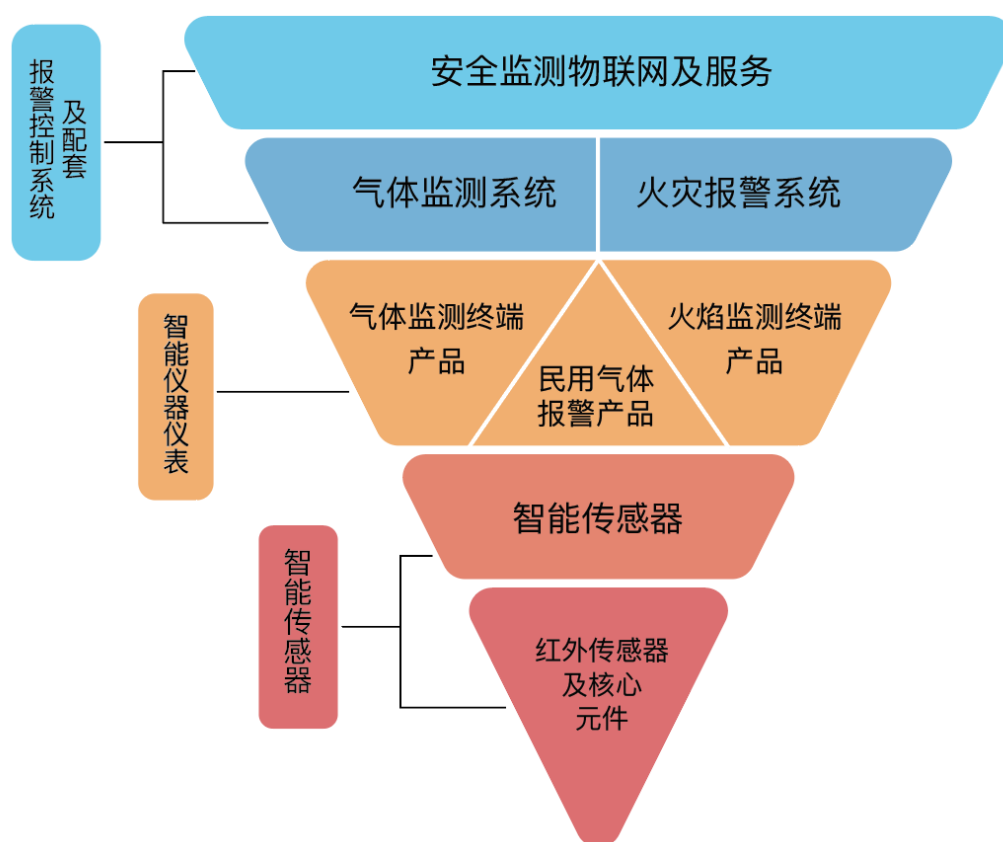 安全监测物联网及服务
报警控制系统
及配套
气体监测系统
火灾报警系统
气体监测终端
产品
火焰监测终端
产品
民用气体
报警产品
智能仪器仪表
智能传感器
智能传感器
红外传感器
及核心
元件